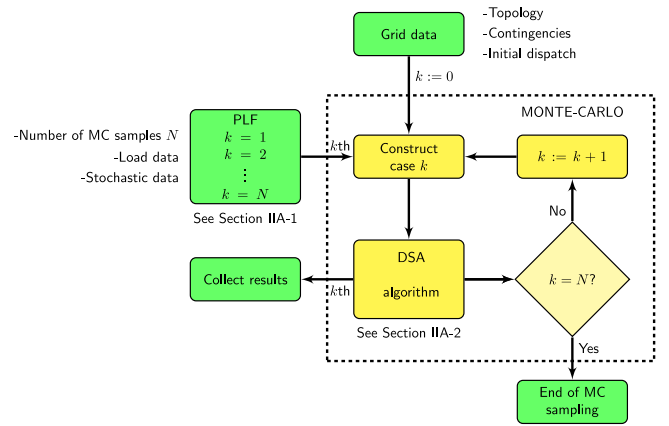 Grid data
-Topology
-Contingencies
-Initial dispatch
k := 0
MONTE-CARLO
PLF
k = 1
k = 2
⋮
k = N
-Number of MC samples N
-Load data
-Stochastic data
See Section IIA-1
kth
Construct
case k
k := k + 1
No
DSA
algorithm
k = N?
Collect results
kth
See Section IIA-2
Yes
End of MC
sampling